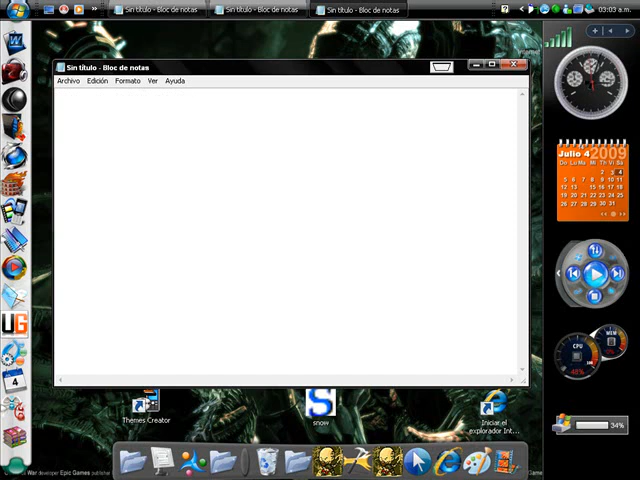 Sin título - Bloc de notas
Sin título - Bloc de notas
Sin título - Bloc de notas
03:03 a.m.
Sin título - Bloc de notas
Archivo Edición Formato Ver Ayuda
Julio 4 2009
Do Lu Ma Mi Th Vi Sa
2 3 4
5 6 7 8 9 10 11
12 13 15 16 17 18
19 20 21 22 23 24 25
26 27 28 29 30 31
CPU
MEM
34%
4
UG
Themes Creator
S
snow
Iniciar el
explorador Int...
War developer Epic Games publisher